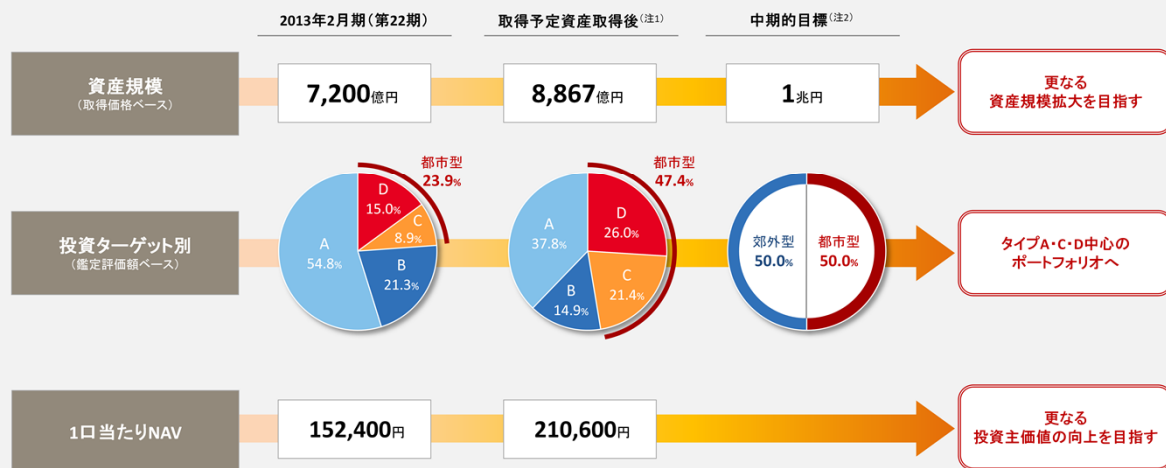 2013年2月期（第22期）
取得予定資産取得後（注1）
中期的目標（注2）
資産規模
（取得価格ベース）
7,200億円
8,867億円
1兆円
更なる
資産規模拡大を目指す
投資ターゲット別
（鑑定評価額ベース）
都市型
23.9%
D
15.0%
C
8.9%
B
21.3%
A
54.8%
都市型
47.4%
D
26.0%
C
21.4%
B
14.9%
A
37.8%
郊外型
50.0%
都市型
50.0%
タイプA・C・D中心の
ポートフォリオへ
1口当たりNAV
152,400円
210,600円
更なる
投資主価値の向上を目指す